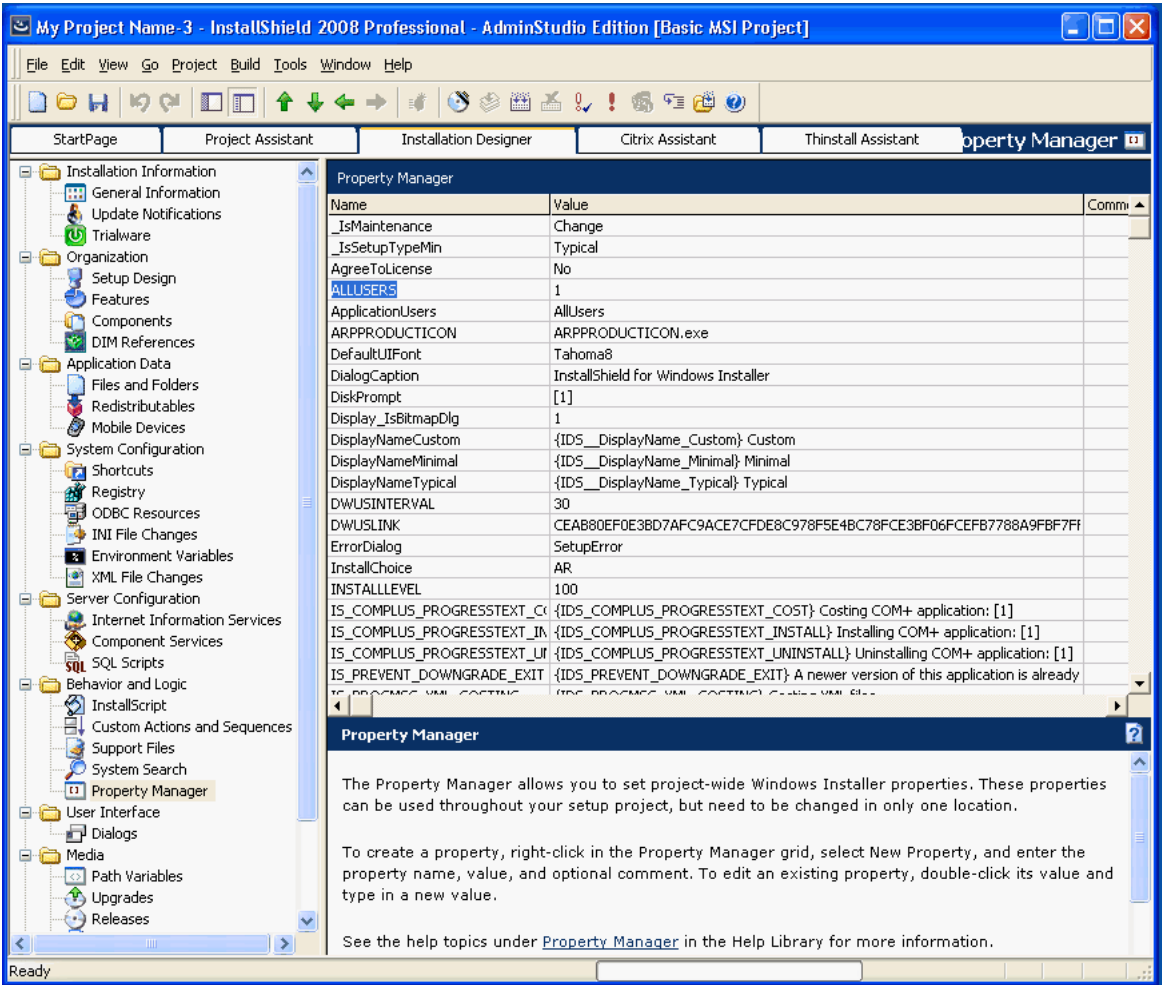 My Project Name-3 - InstallShield 2008 Professional - AdminStudio Edition [Basic MSI Project]
File Edit View Go Project Build Tools Window Help
StartPage Project Assistant Installation Designer Citrix Assistant Thinstall Assistant operty Manager
Installation Information
General Information
Update Notifications
Trialware
Organization
Setup Design
Features
Components
DIM References
Application Data
Files and Folders
Redistributables
Mobile Devices
System Configuration
Shortcuts
Registry
ODBC Resources
INI File Changes
Environment Variables
XML File Changes
Server Configuration
Internet Information Services
Component Services
SQL Scripts
Behavior and Logic
InstallScript
Custom Actions and Sequences
Support Files
System Search
Property Manager
User Interface
Dialogs
Media
Path Variables
Upgrades
Releases
Property Manager
Name Value Comm
_IsMaintenance Change
_IsSetupTypeMin Typical
AgreeToLicense No
ALLUSERS 1
ApplicationUsers AllUsers
ARPPRODUCTICON ARPPRODUCTICON.exe
DefaultUIFont Tahoma8
DialogCaption InstallShield for Windows Installer
DiskPrompt [1]
Display_IsBitmapDlg 1
DisplayNameCustom {IDS__DisplayName_Custom} Custom
DisplayNameMinimal {IDS__DisplayName_Minimal} Minimal
DisplayNameTypical {IDS__DisplayName_Typical} Typical
DWUSINTERVAL 30
DWUSLINK CEAB80EF0E3BD7AFC9ACE7CFDE8C978F5E4BC78FCE3BF06FCEFB7788A9FBF7FF
ErrorDialog SetupError
InstallChoice AR
INSTALLLEVEL 100
IS_COMPLUS_PROGRESSTEXT_CO {IDS_COMPLUS_PROGRESSTEXT_COST} Costing COM+ application: [1]
IS_COMPLUS_PROGRESSTEXT_IN {IDS_COMPLUS_PROGRESSTEXT_INSTALL} Installing COM+ application: [1]
IS_COMPLUS_PROGRESSTEXT_UN {IDS_COMPLUS_PROGRESSTEXT_UNINSTALL} Uninstalling COM+ application: [1]
IS_PREVENT_DOWNGRADE_EXIT {IDS_PREVENT_DOWNGRADE_EXIT} A newer version of this application is already
IS_PROGMSG_XML_COSTING {IDS_PROGMSG_XML_COSTING} Costing XML files
Property Manager
The Property Manager allows you to set project-wide Windows Installer properties. These properties
can be used throughout your setup project, but need to be changed in only one location.
To create a property, right-click in the Property Manager grid, select New Property, and enter the
property name, value, and optional comment. To edit an existing property, double-click its value and
type in a new value.
See the help topics under Property Manager in the Help Library for more information.
Ready